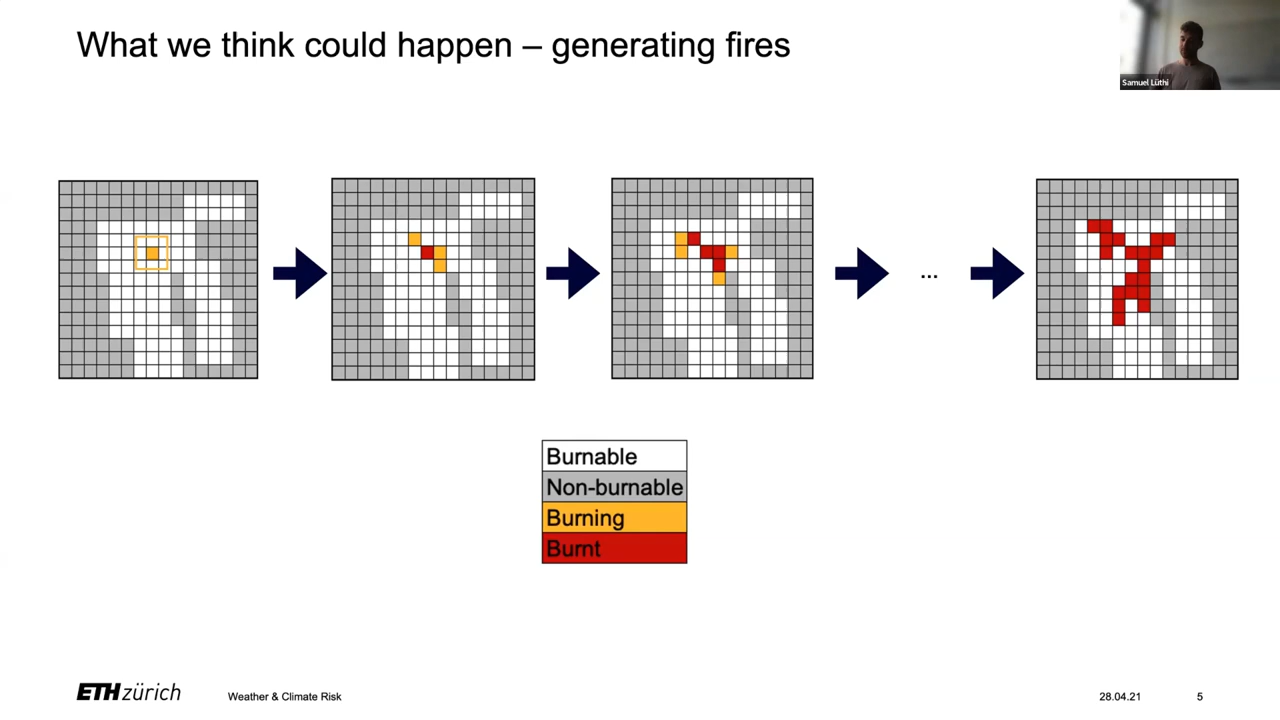 What we think could happen – generating fires
Samuel Lüthi
...
Burnable
Non-burnable
Burning
Burnt
ETH zürich
Weather & Climate Risk
28.04.21
5